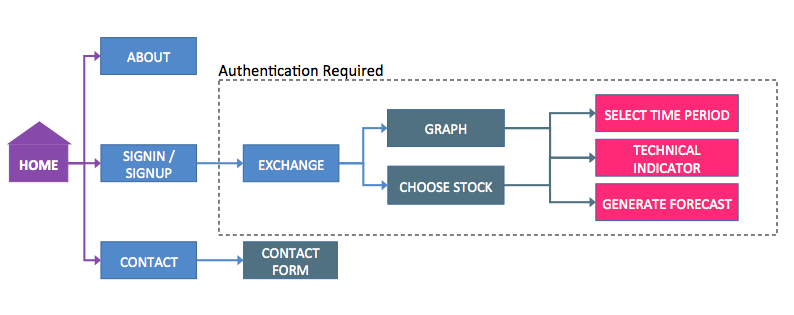 ABOUT
Authentication Required
HOME
SIGNIN /
SIGNUP
EXCHANGE
GRAPH
CHOOSE STOCK
SELECT TIME PERIOD
TECHNICAL
INDICATOR
GENERATE FORECAST
CONTACT
CONTACT
FORM